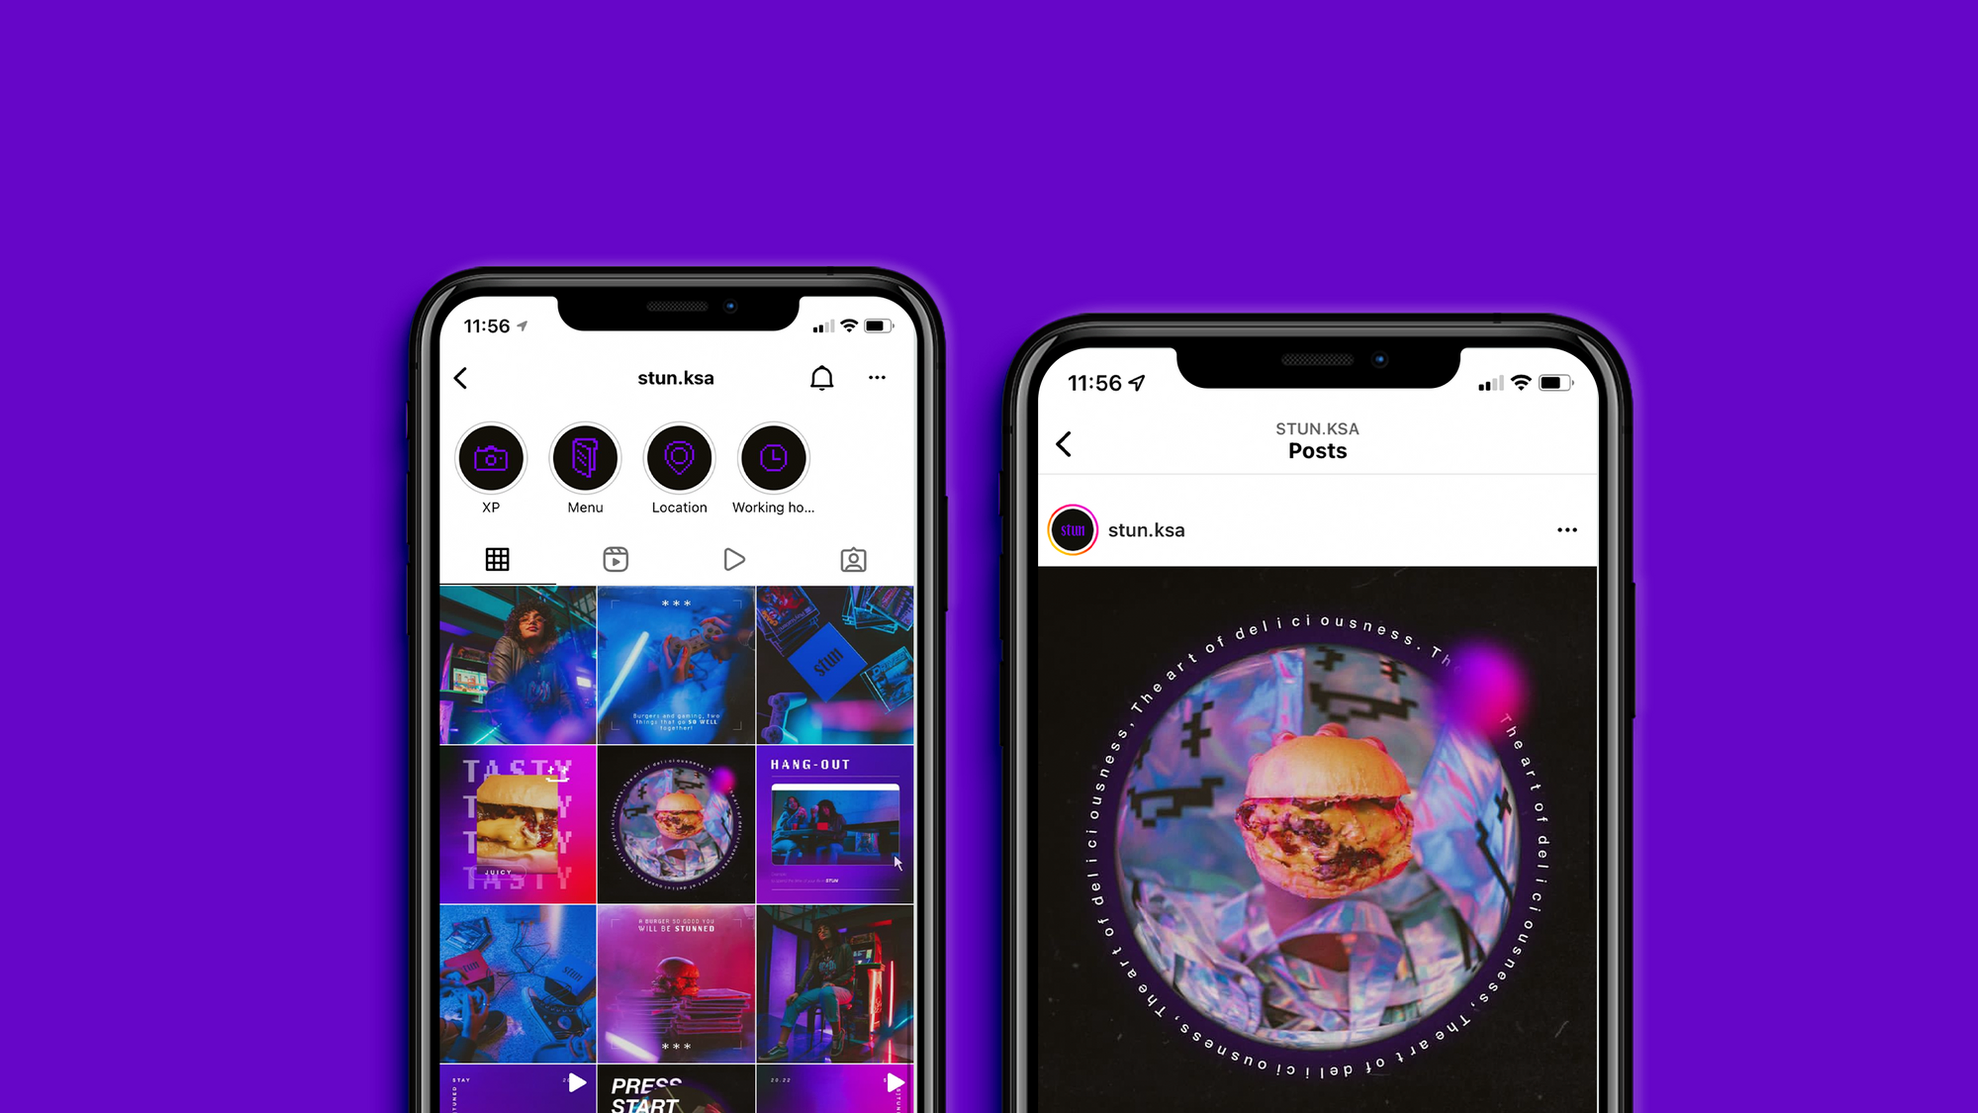 11:56
stun.ksa
XP
Menu
Location
Working ho...
***
Burgers and gaming, two
things that go SO WELL
together!
stun
TASTY
TASTY
TASTY
JUICY
TASTY
HANG-OUT
STUN
stun
A BURGER SO GOOD YOU
WILL BE STUNNED
***
STAY
PRESS
START
20.22
11:56
STUN.KSA
Posts
stun
stun.ksa
The art of deliciousness, The art of deliciousness, The art of deliciousness, The art of deliciousness. The